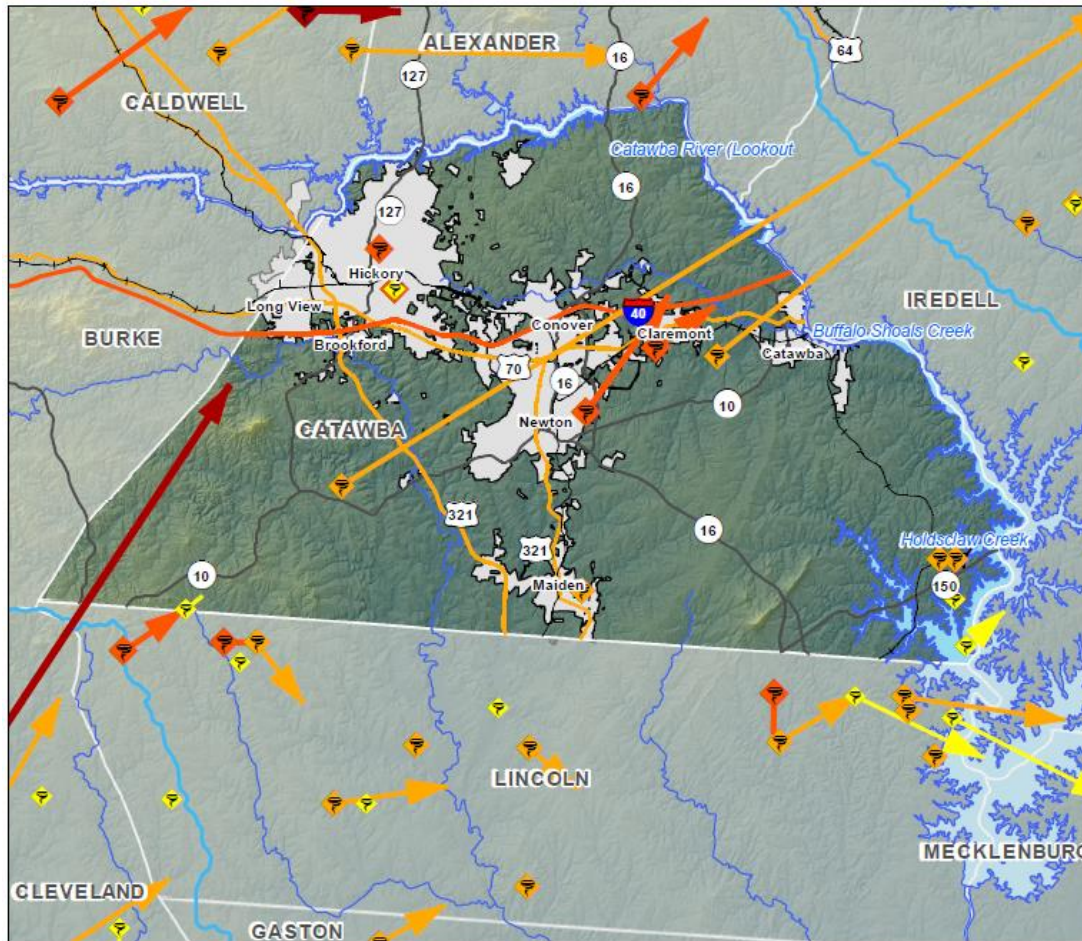 ALEXANDER
16
64
127
CALDWELL
Catawba River (Lookout
16
127
Hickory
IREDELL
Long View
40
Conover
Claremont
Buffalo Shoals Creek
BURKE
Brookford
Catawba
70
16
10
Newton
CATAWBA
321
16
Holdsclaw Creek
321
10
Maiden
150
LINCOLN
MECKLENBURG
CLEVELAND
GASTON